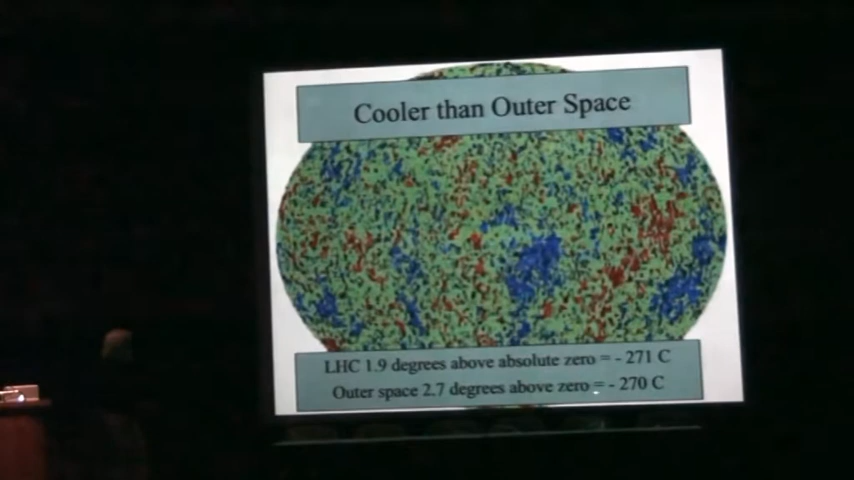 Cooler than Outer Space
LHC 1.9 degrees above absolute zero = - 271 C
Outer space 2.7 degrees above zero = - 270 C